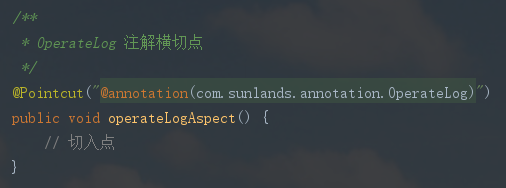 /**
 * OperateLog 注解横切点
 */
@Pointcut("@annotation(com.sunlands.annotation.OperateLog)")
public void operateLogAspect() {
    // 切入点
}